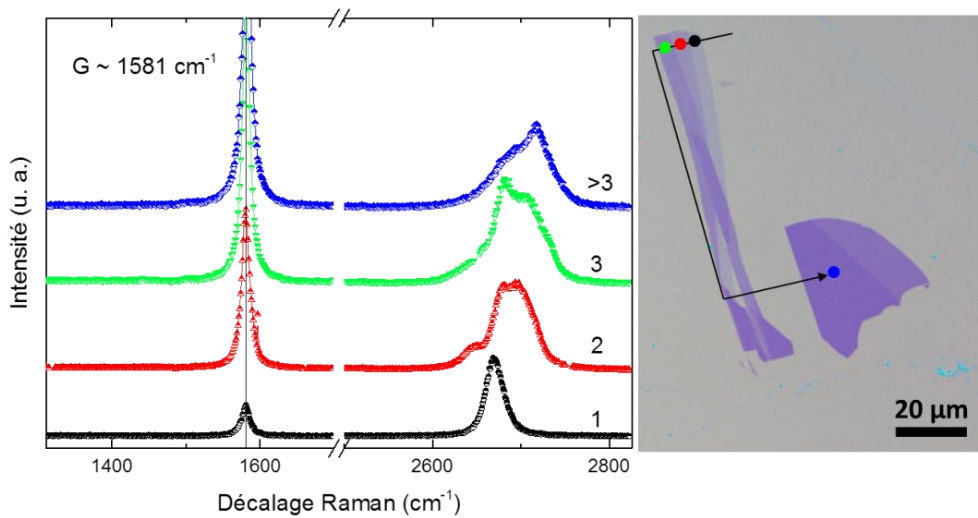 G ~ 1581 cm⁻¹
>3
3
2
1
Intensité (u. a.)
1400
1600
2600
2800
Décalage Raman (cm⁻¹)
20 µm